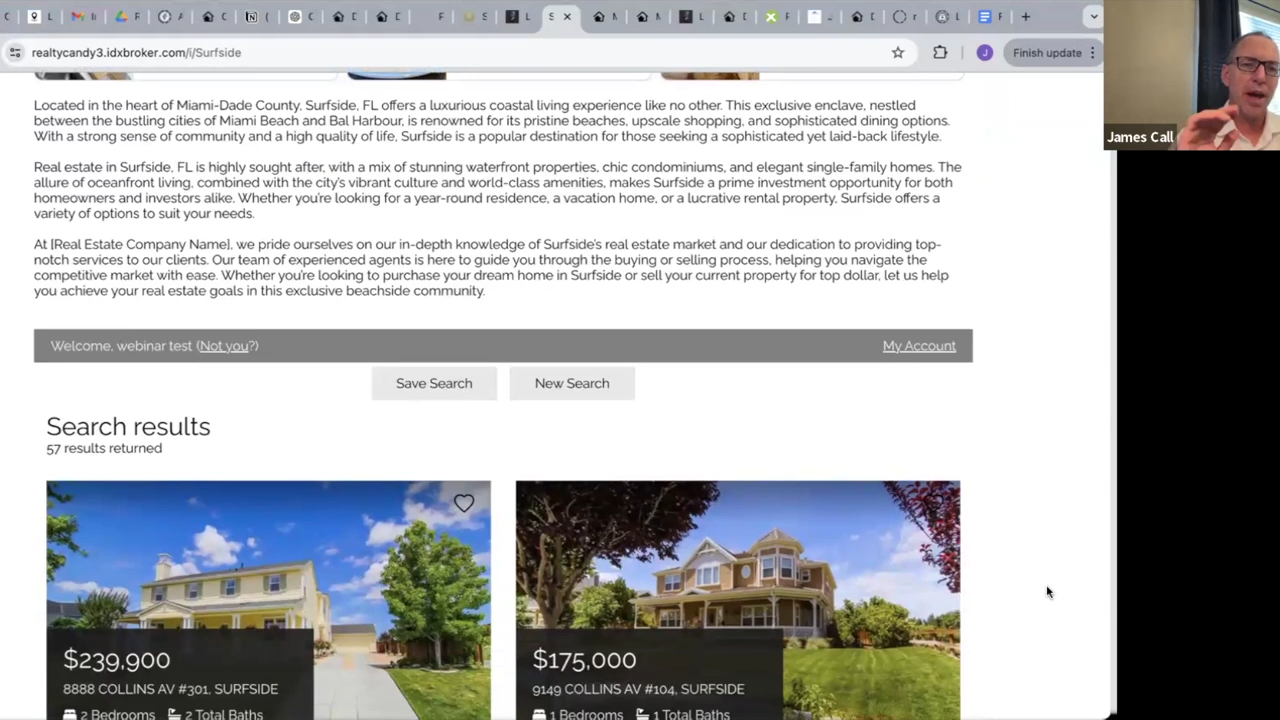 realtycandy3.idxbroker.com/i/Surfside
Finish update
James Call
Located in the heart of Miami-Dade County, Surfside, FL offers a luxurious coastal living experience like no other. This exclusive enclave, nestled
between the bustling cities of Miami Beach and Bal Harbour, is renowned for its pristine beaches, upscale shopping, and sophisticated dining options.
With a strong sense of community and a high quality of life, Surfside is a popular destination for those seeking a sophisticated yet laid-back lifestyle.
Real estate in Surfside, FL is highly sought after, with a mix of stunning waterfront properties, chic condominiums, and elegant single-family homes. The
allure of oceanfront living, combined with the city's vibrant culture and world-class amenities, makes Surfside a prime investment opportunity for both
homeowners and investors alike. Whether you're looking for a year-round residence, a vacation home, or a lucrative rental property, Surfside offers a
variety of options to suit your needs.
At [Real Estate Company Name], we pride ourselves on our in-depth knowledge of Surfside's real estate market and our dedication to providing top-
notch services to our clients. Our team of experienced agents is here to guide you through the buying or selling process, helping you navigate the
competitive market with ease. Whether you're looking to purchase your dream home in Surfside or sell your current property for top dollar, let us help
you achieve your real estate goals in this exclusive beachside community.
Welcome, webinar test (Not you?) My Account
Save Search New Search
Search results
57 results returned
$239,900
8888 COLLINS AV #301, SURFSIDE
2 Bedrooms 2 Total Baths
$175,000
9149 COLLINS AV #104, SURFSIDE
1 Bedrooms 1 Total Baths